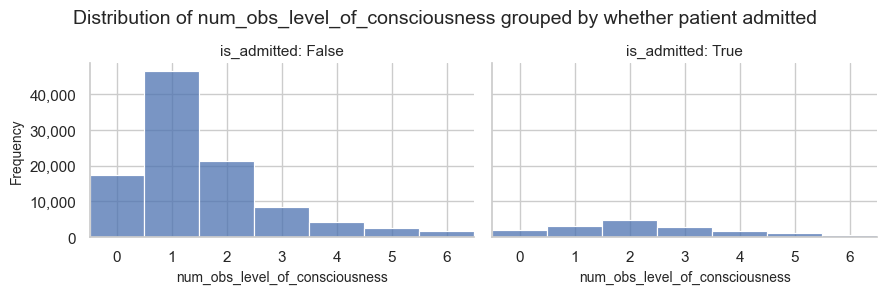 Distribution of num_obs_level_of_consciousness grouped by whether patient admitted
is_admitted: False
is_admitted: True
Frequency
40,000
30,000
20,000
10,000
0
0 1 2 3 4 5 6
0 1 2 3 4 5 6
num_obs_level_of_consciousness
num_obs_level_of_consciousness